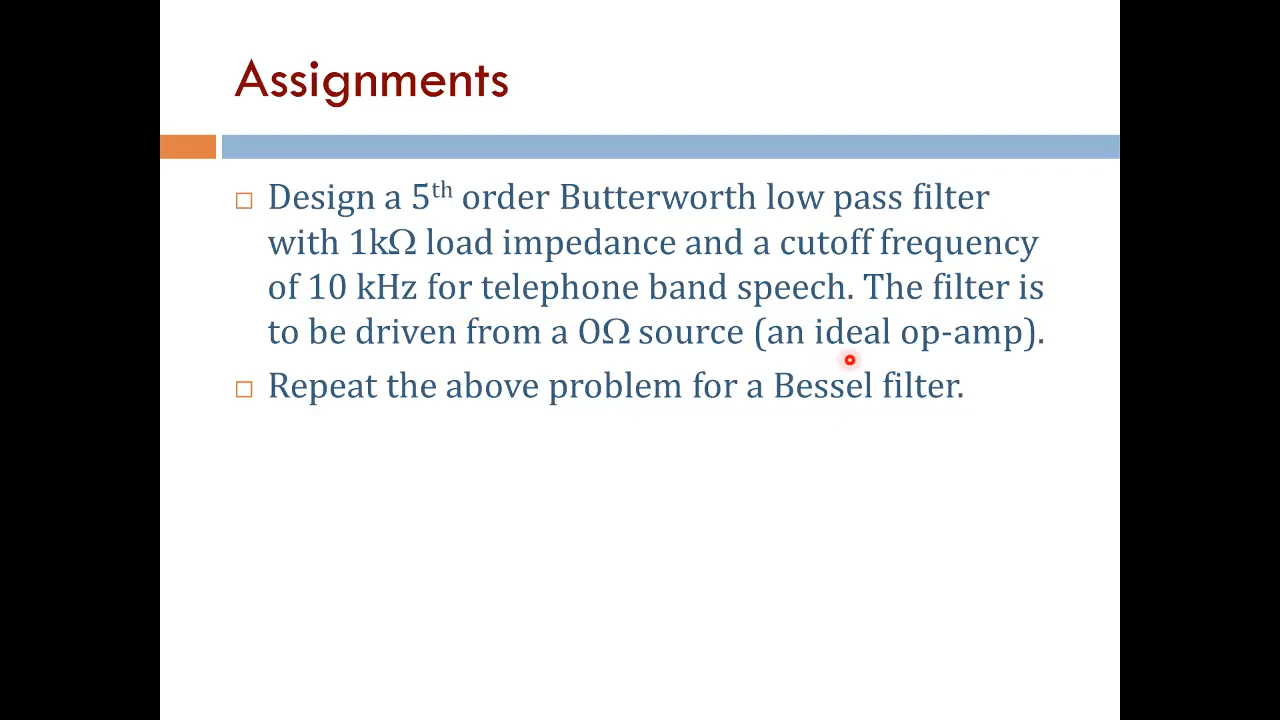 Assignments
Design a 5th order Butterworth low pass filter
with 1kΩ load impedance and a cutoff frequency
of 10 kHz for telephone band speech. The filter is
to be driven from a 0Ω source (an ideal op-amp).
Repeat the above problem for a Bessel filter.